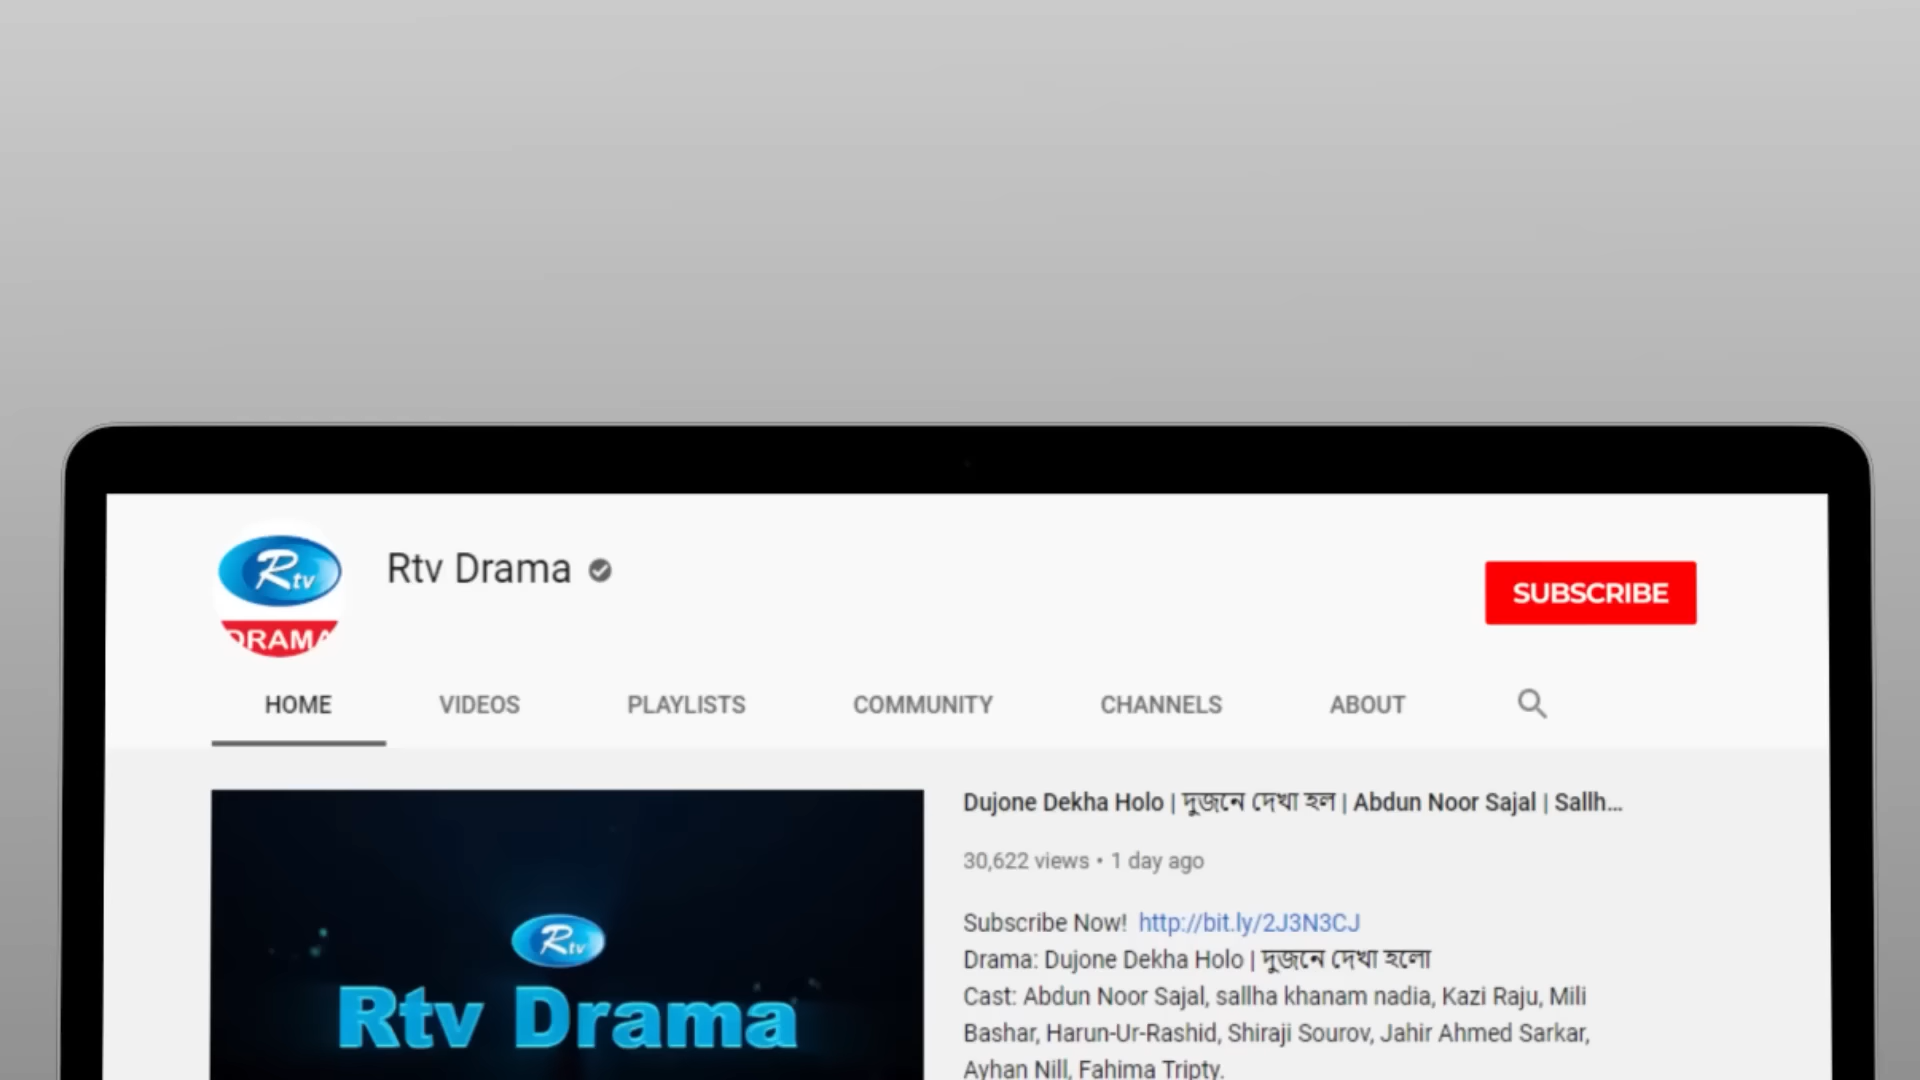 Rtv
DRAMA
Rtv Drama
SUBSCRIBE
HOME VIDEOS PLAYLISTS COMMUNITY CHANNELS ABOUT
Dujone Dekha Holo | দুজনে দেখা হল | Abdun Noor Sajal | Sallh...
30,622 views • 1 day ago
Subscribe Now! http://bit.ly/2J3N3CJ
Drama: Dujone Dekha Holo | দুজনে দেখা হলো
Cast: Abdun Noor Sajal, sallha khanam nadia, Kazi Raju, Mili
Bashar, Harun-Ur-Rashid, Shiraji Sourov, Jahir Ahmed Sarkar,
Ayhan Nill, Fahima Tripty.
Rtv
Rtv Drama